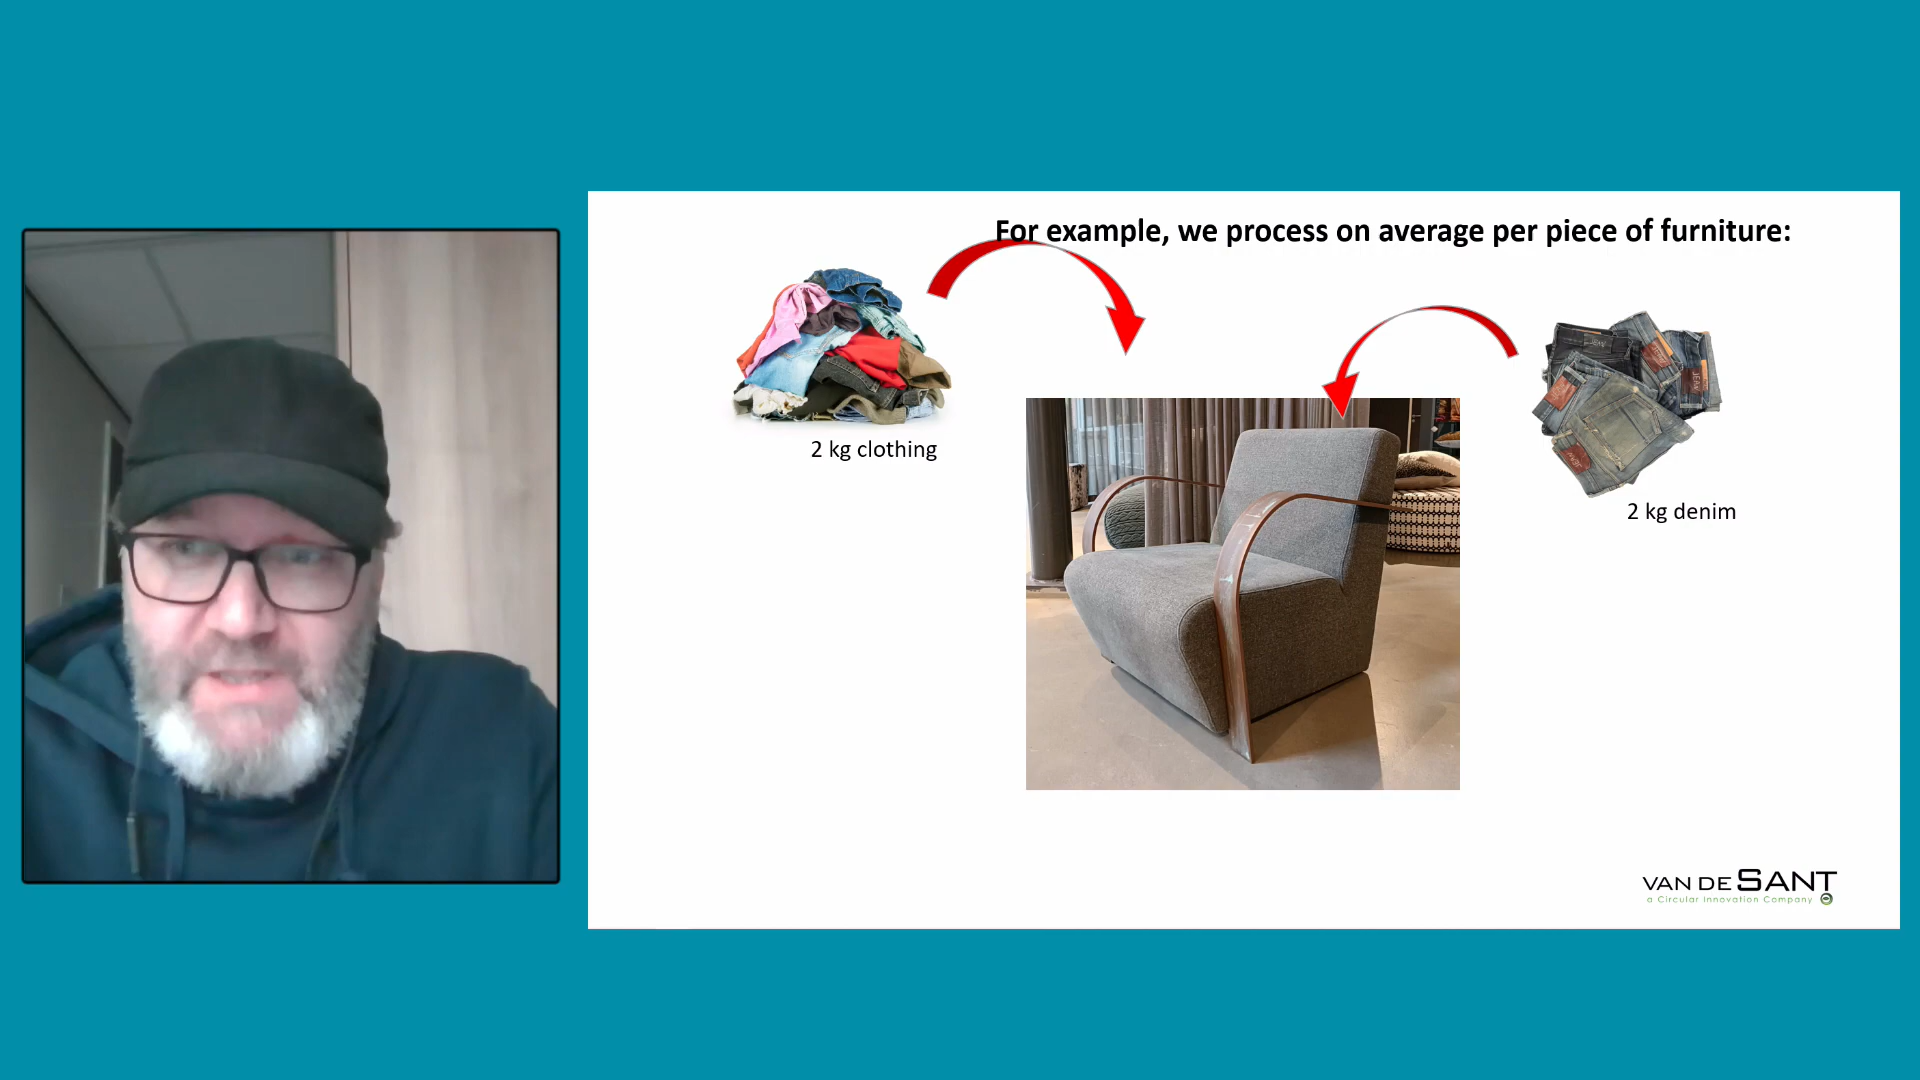 For example, we process on average per piece of furniture:
2 kg clothing
2 kg denim
VAN DE SANT
a Circular Innovation Company